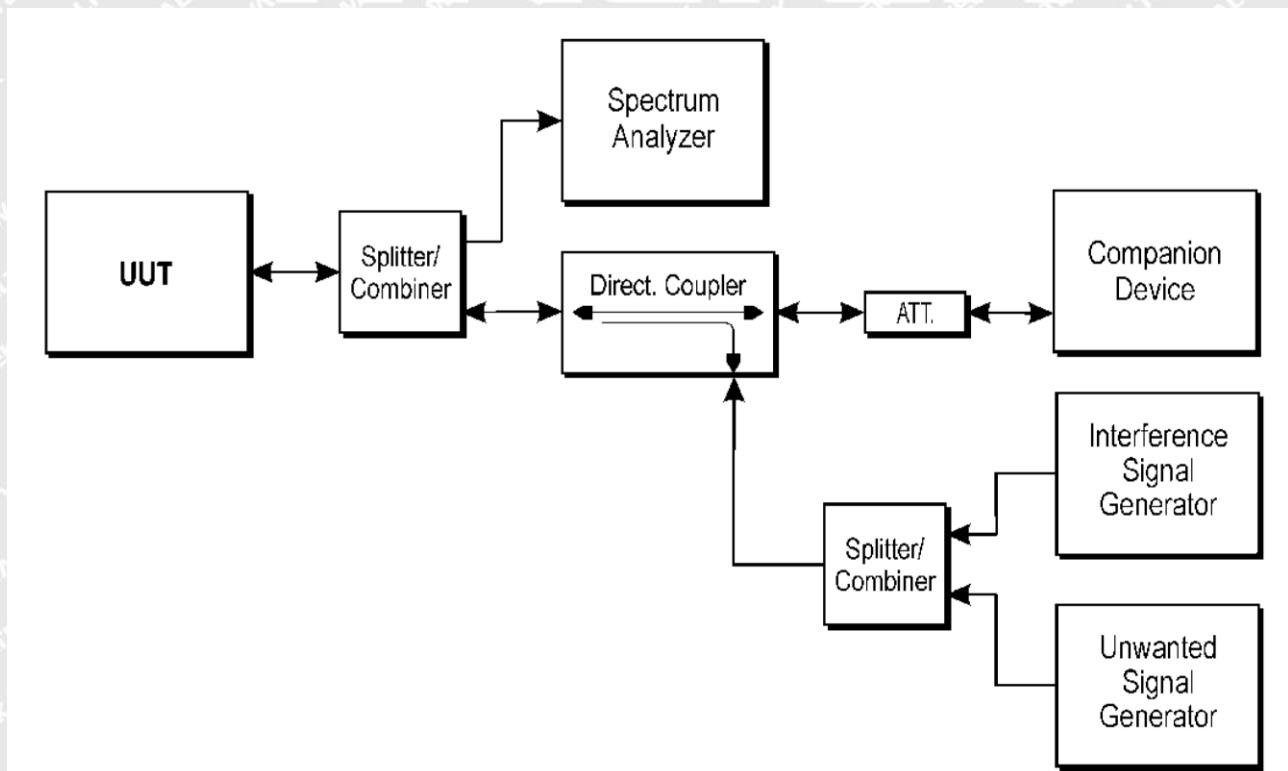 Spectrum
Analyzer
UUT
Splitter/
Combiner
Direct. Coupler
ATT.
Companion
Device
Interference
Signal
Generator
Splitter/
Combiner
Unwanted
Signal
Generator